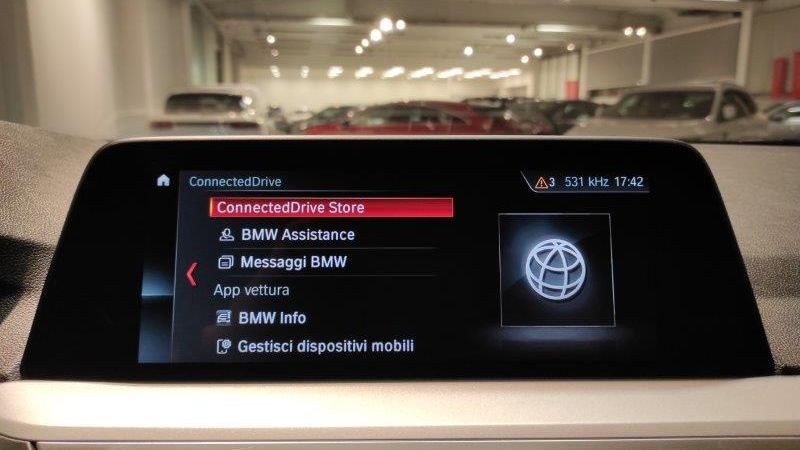 ConnectedDrive
3 531 kHz 17:42
ConnectedDrive Store
BMW Assistance
Messaggi BMW
App vettura
BMW Info
Gestisci dispositivi mobili